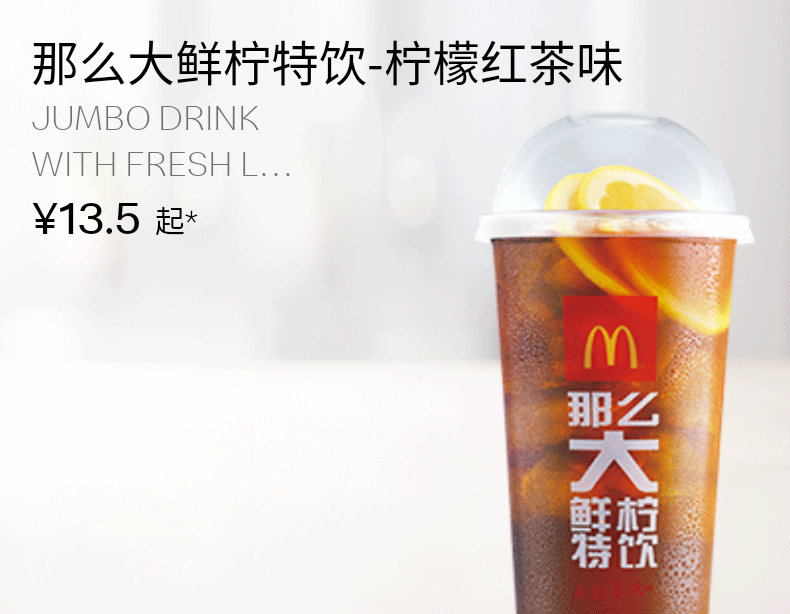 那么大鲜柠特饮-柠檬红茶味
JUMBO DRINK
WITH FRESH L...
¥13.5 起*
那么
大
鲜柠
特饮